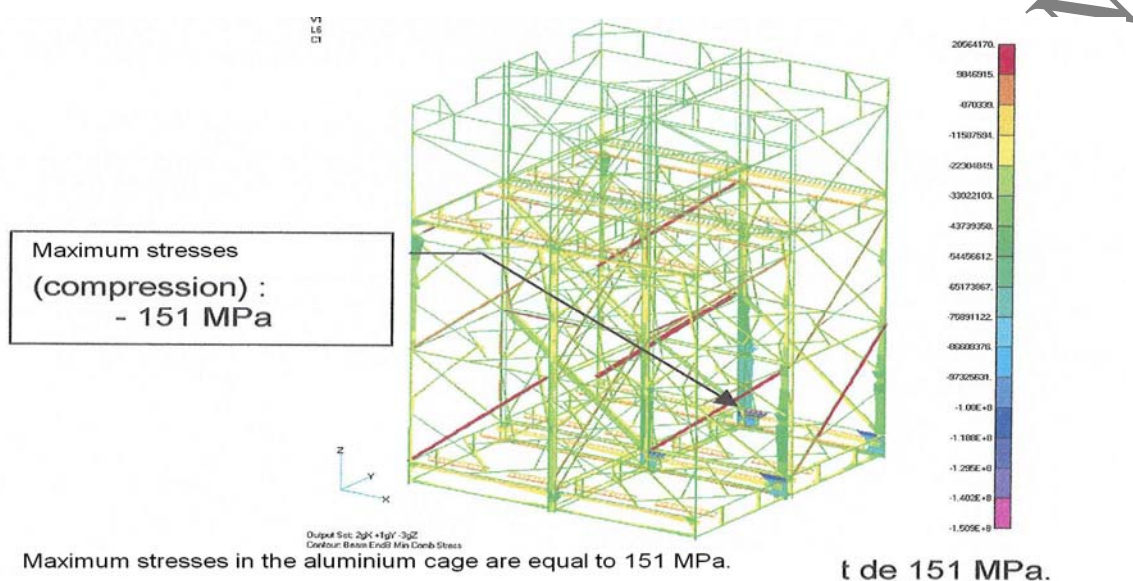 V1
L6
C1
20564170.
9846915.
-870339.
-11587594.
-22304849.
-33022103.
-43739358.
-54456612.
-65173967.
-75891122.
-86608376.
-97325631.
-1.08E+8
-1.188E+8
-1.295E+8
-1.402E+8
-1.509E+8
Maximum stresses
(compression) :
- 151 MPa
Z
Y
X
Output Set: 2gX +1gY -3gZ
Contour: Beam EndB Min Comb Stress
Maximum stresses in the aluminium cage are equal to 151 MPa.
t de 151 MPa.